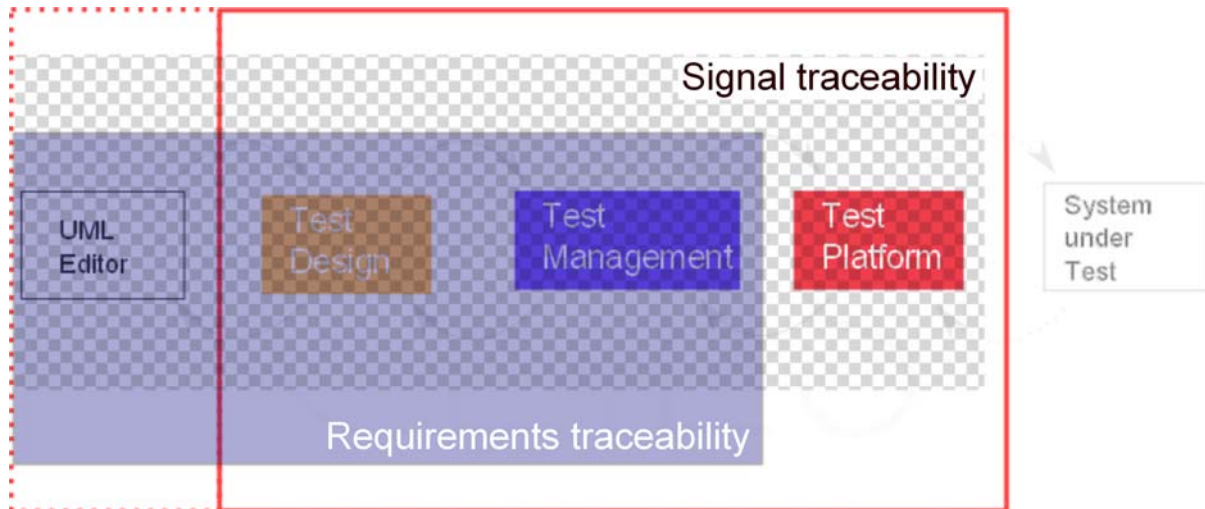 Signal traceability
UML
Editor
Test
Design
Test
Management
Test
Platform
System
under
Test
Requirements traceability